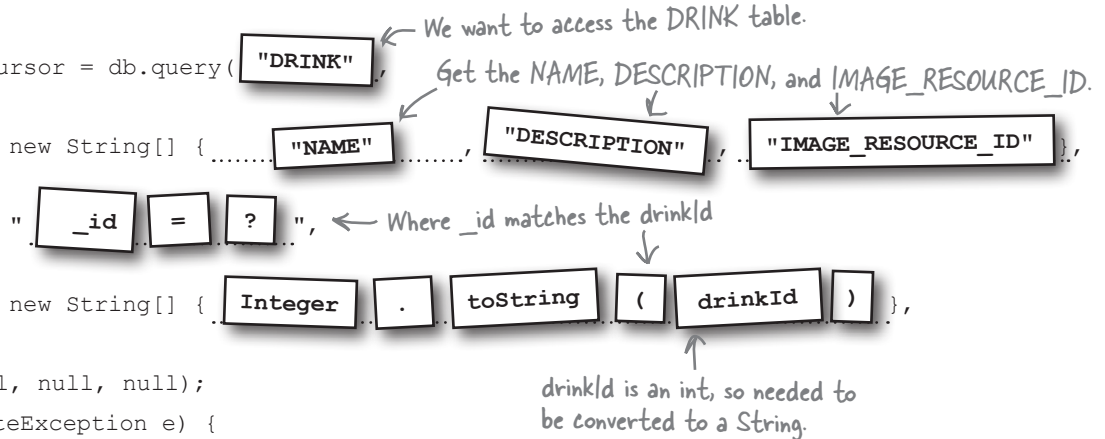 We want to access the DRINK table.
ursor = db.query( "DRINK" ,
Get the NAME, DESCRIPTION, and IMAGE_RESOURCE_ID.
new String[] { "NAME" , "DESCRIPTION" , "IMAGE_RESOURCE_ID" },
" _id = ? ", Where _id matches the drinkId
new String[] { Integer . toString ( drinkId ) },
l, null, null);
drinkId is an int, so needed to
teException e) {
be converted to a String.